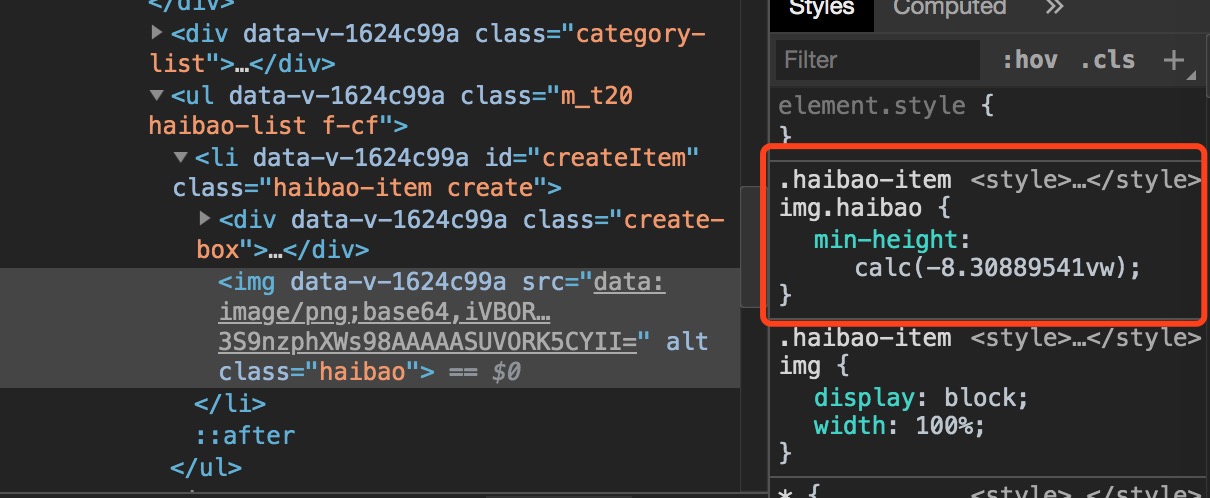 </div>
<div data-v-1624c99a class="category-
list">…</div>
<ul data-v-1624c99a class="m_t20
haibao-list f-cf">
<li data-v-1624c99a id="createItem"
class="haibao-item create">
<div data-v-1624c99a class="create-
box">…</div>
<img data-v-1624c99a src="data:
image/png;base64,iVBOR…
3S9nzphXWs98AAAAASUVORK5CYII=" alt
class="haibao"> == $0
</li>
::after
</ul>
Styles Computed »
Filter :hov .cls +
element.style {
}
.haibao-item <style>…</style>
img.haibao {
min-height:
calc(-8.30889541vw);
}
.haibao-item <style>…</style>
img {
display: block;
width: 100%;
}
* { <style>…</style>